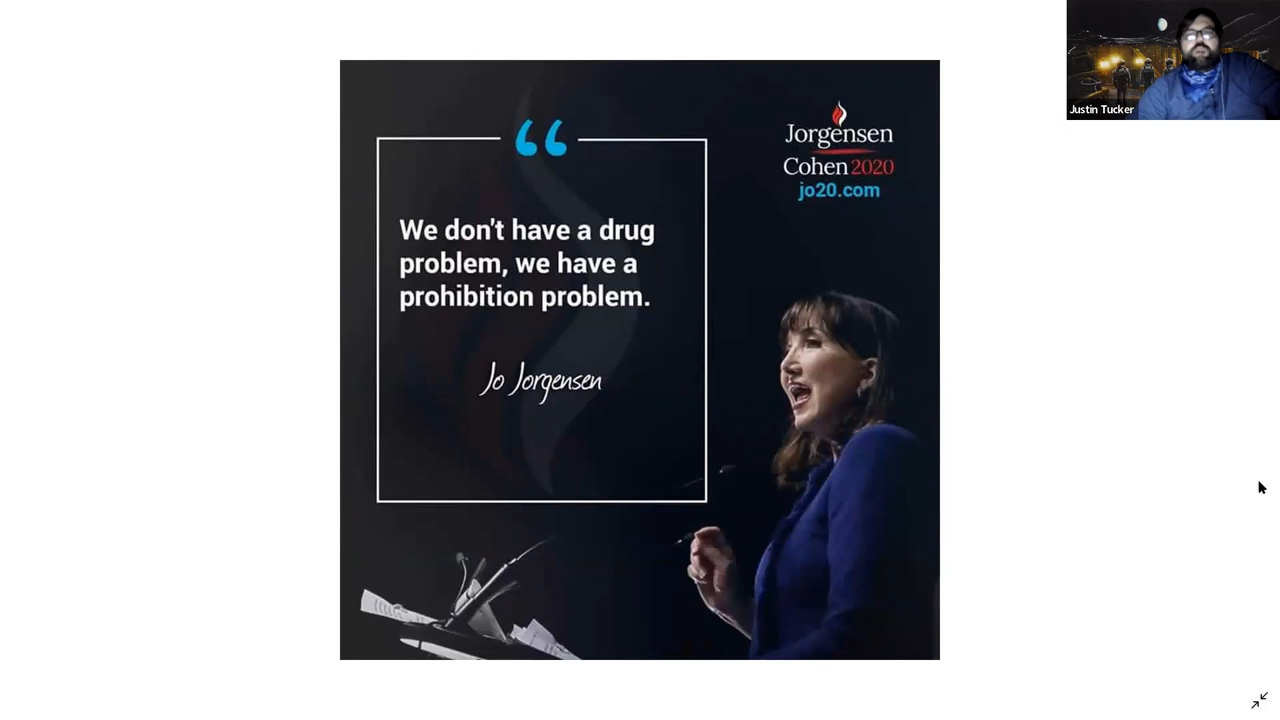 Justin Tucker
Jorgensen
Cohen 2020
jo20.com
“
We don't have a drug
problem, we have a
prohibition problem.
Jo Jorgensen